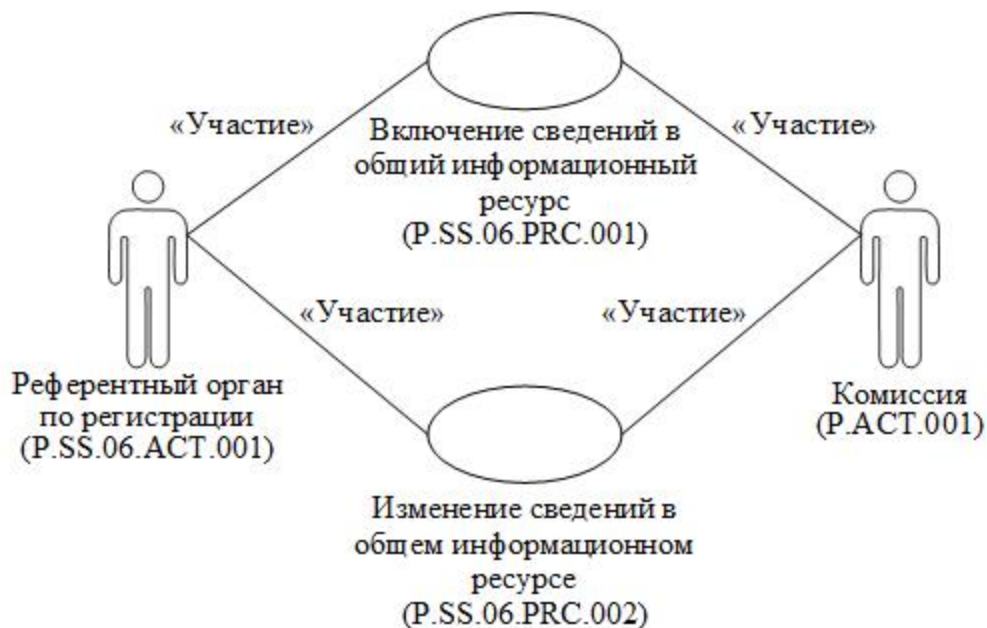 «Участие»
«Участие»
Включение сведений в
общий информационный
ресурс
(P.SS.06.PRC.001)
«Участие»
«Участие»
Референтный орган
по регистрации
(P.SS.06.ACT.001)
Комиссия
(P.ACT.001)
Изменение сведений в
общем информационном
ресурсе
(P.SS.06.PRC.002)